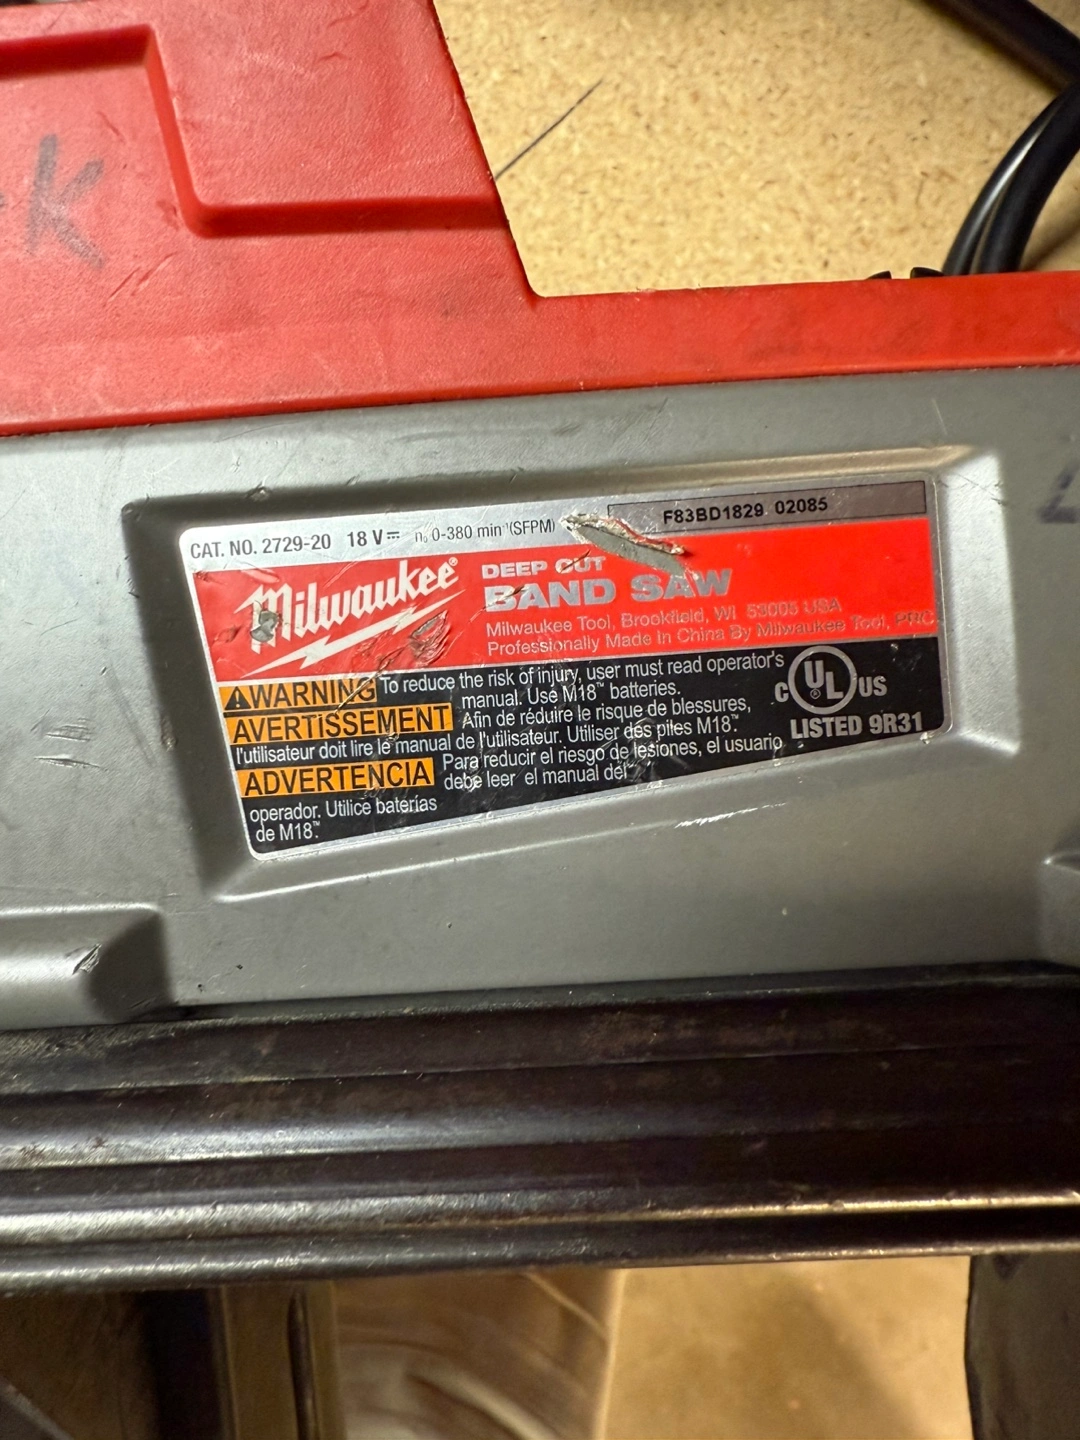 K
CAT. NO. 2729-20 18 V⎓ n₀ 0-380 min⁻¹(SFPM) F83BD1829 02085
Milwaukee®
DEEP CUT
BAND SAW
Milwaukee Tool, Brookfield, WI 53005 USA
Professionally Made In China By Milwaukee Tool, PRC
⚠WARNING To reduce the risk of injury, user must read operator's
manual. Use M18™ batteries.
AVERTISSEMENT Afin de réduire le risque de blessures,
l'utilisateur doit lire le manual de l'utilisateur. Utiliser des piles M18™.
ADVERTENCIA Para reducir el riesgo de lesiones, el usuario
debe leer el manual del
operador. Utilice baterías
de M18™.
C UL US
LISTED 9R31